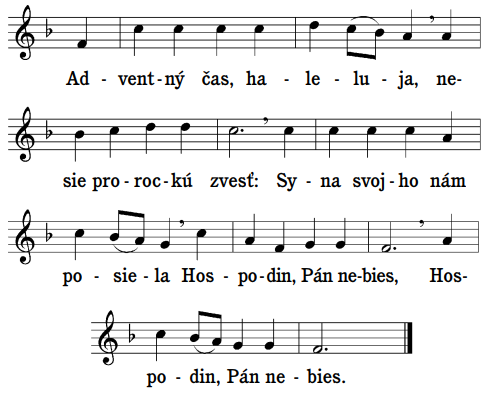 Ad - vent - ný čas, ha - le - lu - ja, ne-
sie pro - roc - kú zvesť: Sy - na svoj - ho nám
po - sie - la Hos - po - din, Pán ne - bies, Hos-
po - din, Pán ne - bies.